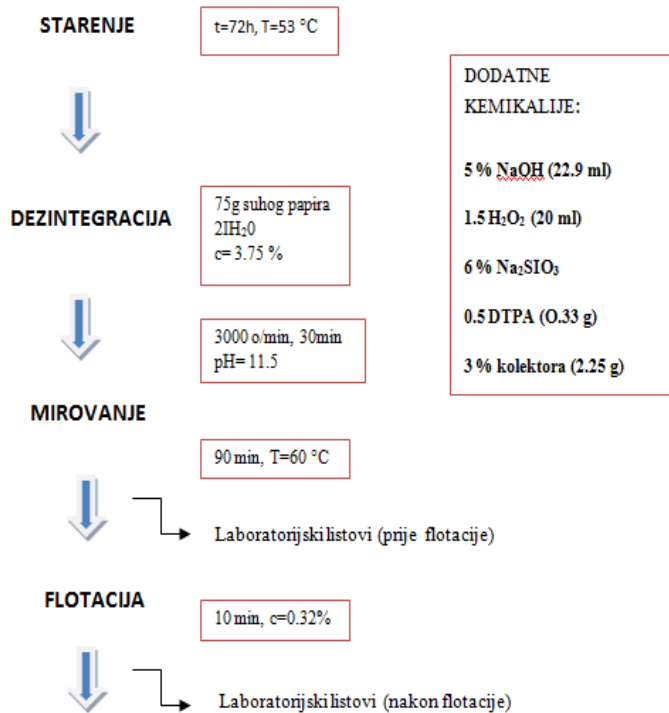 STARENJE
t=72h, T=53 °C
DEZINTEGRACIJA
75g suhog papira
2lH₂0
c= 3.75 %
3000 o/min, 30min
pH= 11.5
MIROVANJE
90 min, T=60 °C
Laboratorijski listovi (prije flotacije)
FLOTACIJA
10 min, c=0.32%
Laboratorijski listovi (nakon flotacije)
DODATNE
KEMIKALIJE:
5 % NaOH (22.9 ml)
1.5 H₂O₂ (20 ml)
6 % Na₂SIO₃
0.5 DTPA (O.33 g)
3 % kolektora (2.25 g)